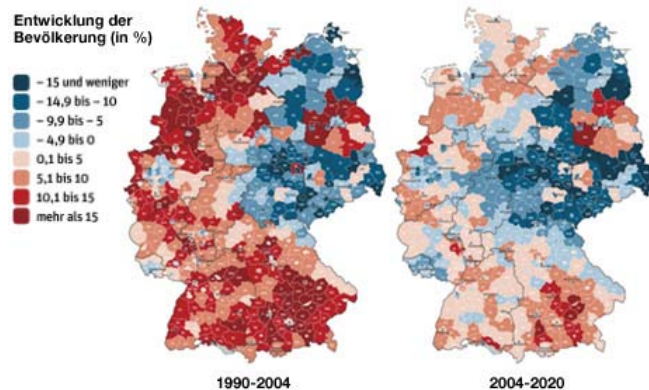 Entwicklung der
Bevölkerung (in %)
– 15 und weniger
– 14,9 bis – 10
– 9,9 bis – 5
– 4,9 bis 0
0,1 bis 5
5,1 bis 10
10,1 bis 15
mehr als 15
1990-2004
2004-2020